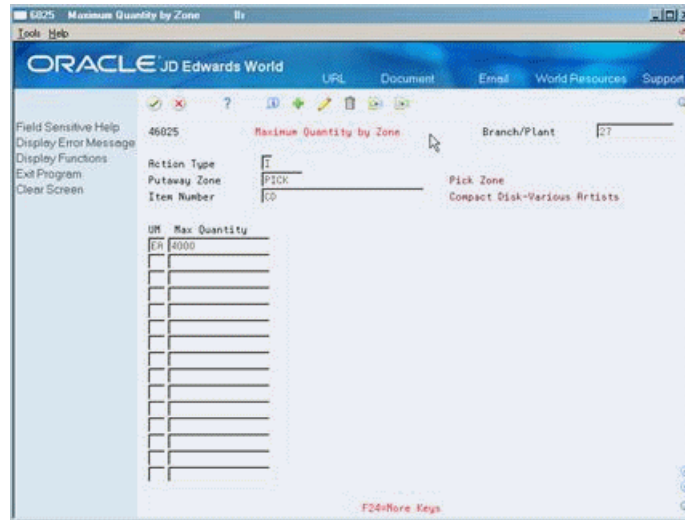 6825 Maximum Quantity by Zone
Tools Help
ORACLE JD Edwards World
URL Document Email World Resources Support
Field Sensitive Help
Display Error Message
Display Functions
Exit Program
Clear Screen
46825 Maximum Quantity by Zone Branch/Plant 27
Action Type I
Putaway Zone PICK Pick Zone
Item Number CD Compact Disk-Various Artists
UM Max Quantity
EA 4000
F24=More Keys